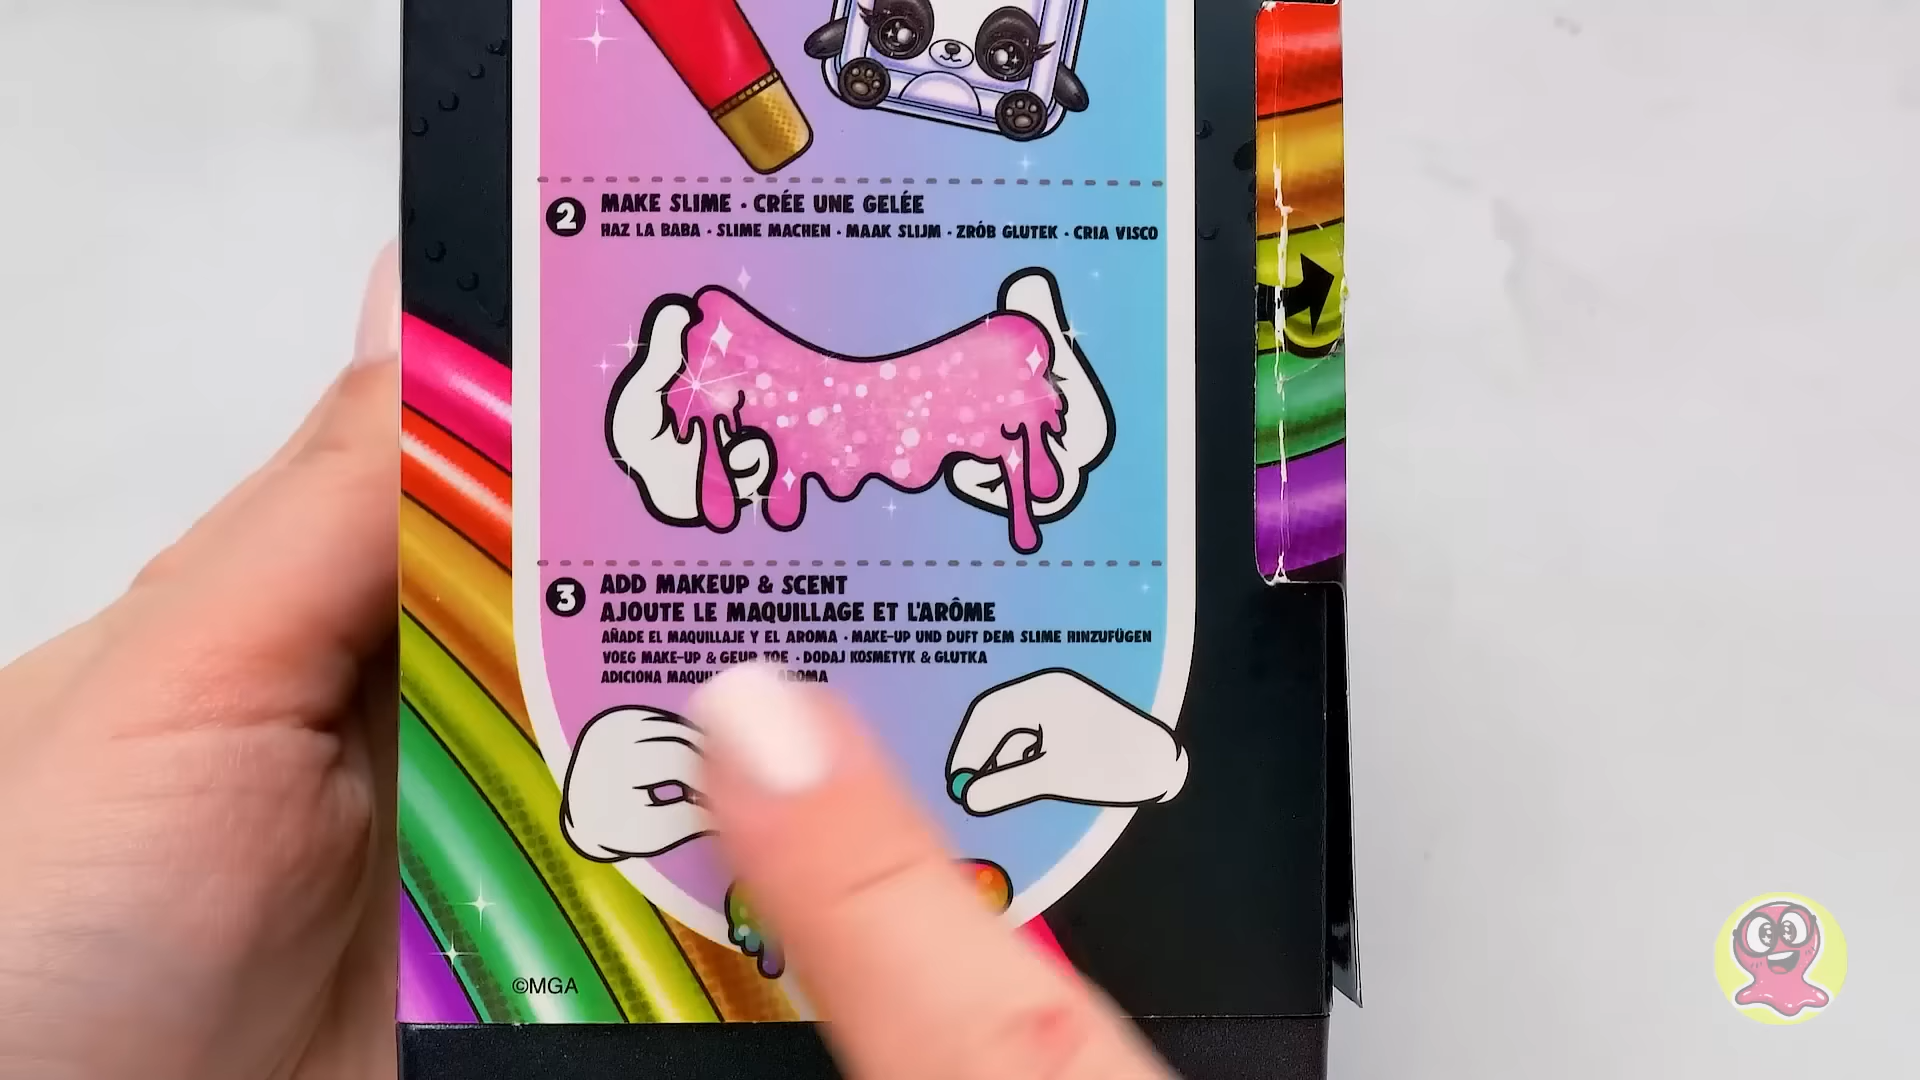 2
MAKE SLIME · CRÉE UNE GELÉE
HAZ LA BABA · SLIME MACHEN · MAAK SLIJM · ZRÓB GLUTEK · CRIA VISCO
3
ADD MAKEUP & SCENT
AJOUTE LE MAQUILLAGE ET L'ARÔME
AÑADE EL MAQUILLAJE Y EL AROMA · MAKE-UP UND DUFT DEM SLIME HINZUFÜGEN
VOEG MAKE-UP & GEUR TOE · DODAJ KOSMETYK & GLUTKA
ADICIONA AROMA
©MGA